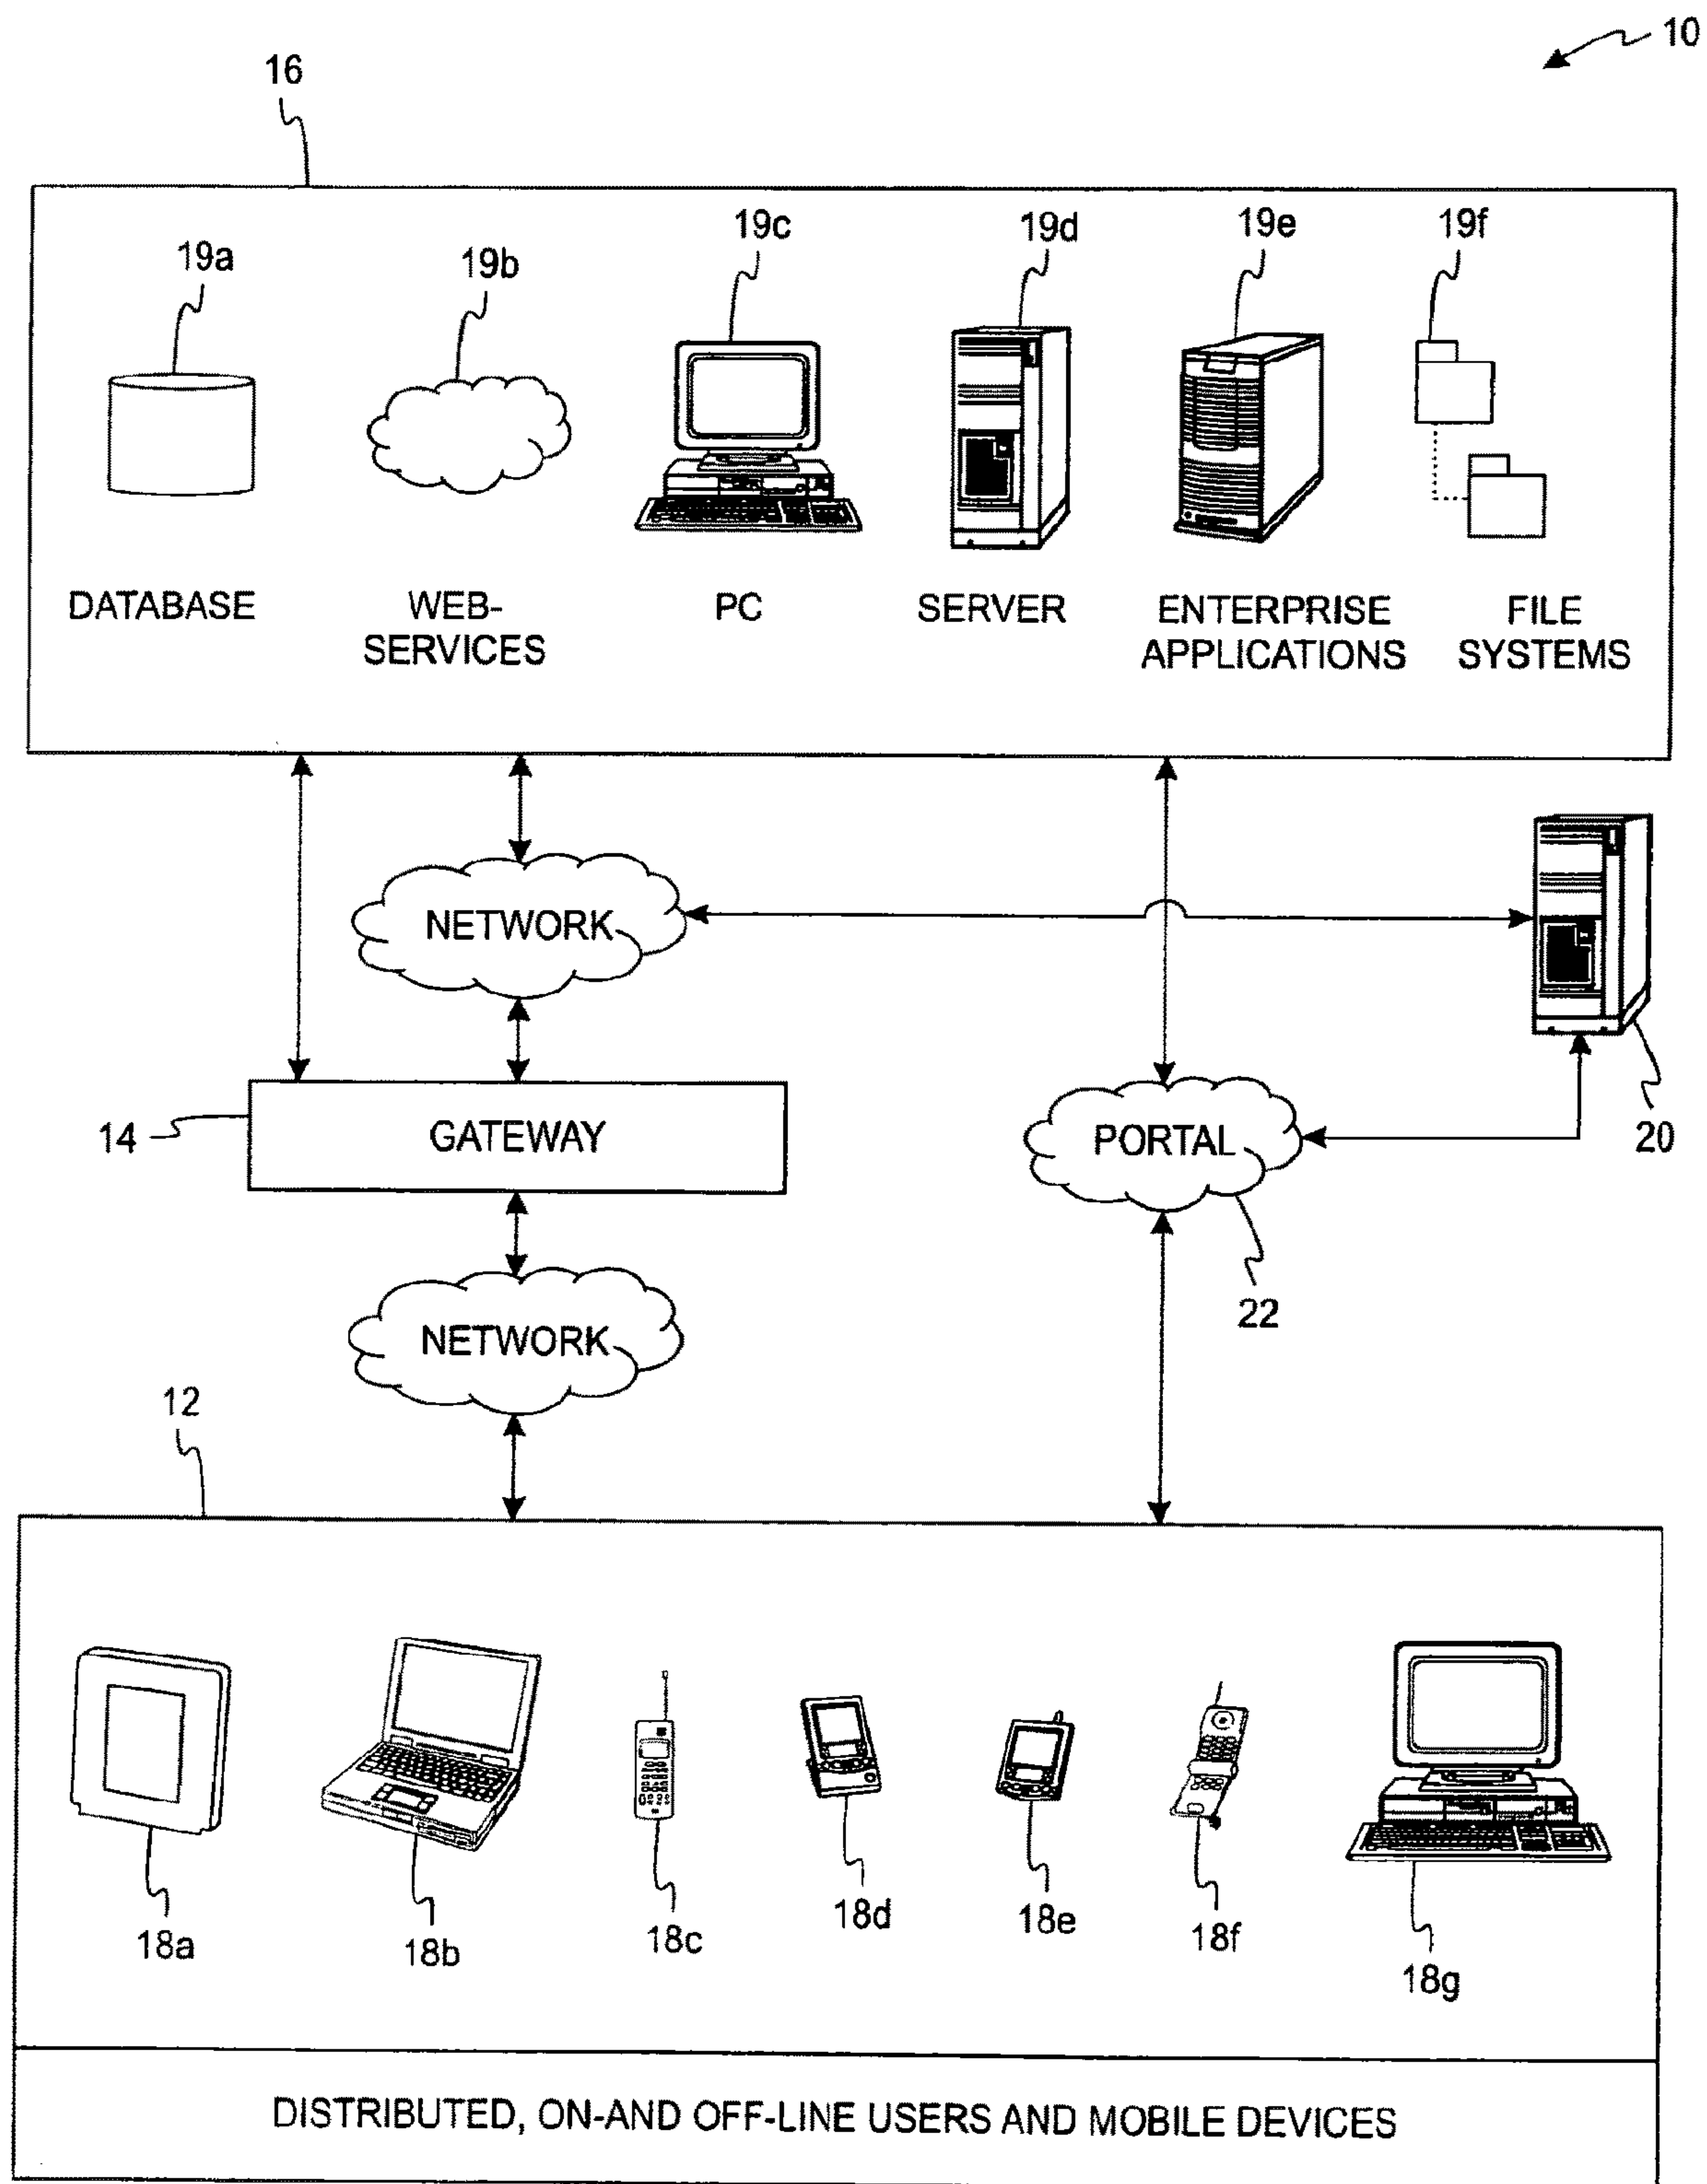 10
16
19a
19b
19c
19d
19e
19f
DATABASE
WEB-
SERVICES
PC
SERVER
ENTERPRISE
APPLICATIONS
FILE
SYSTEMS
NETWORK
20
14
GATEWAY
PORTAL
22
NETWORK
12
18a
18b
18c
18d
18e
18f
18g
DISTRIBUTED, ON-AND OFF-LINE USERS AND MOBILE DEVICES